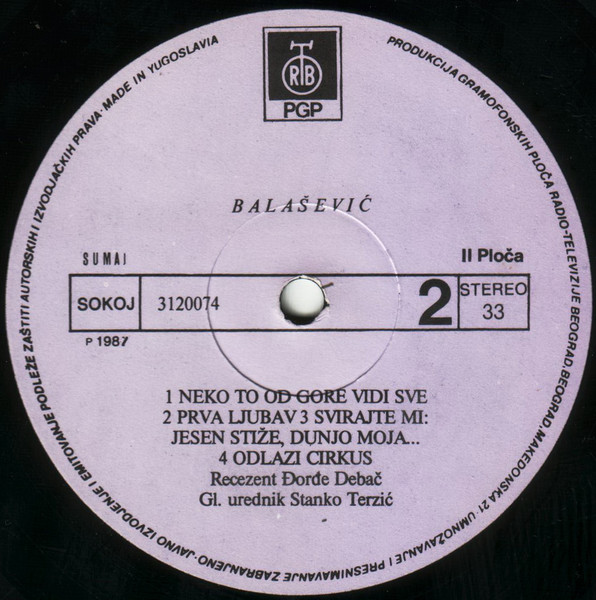 PRODUKCIJA GRAMOFONSKIH PLOČA RADIO-TELEVIZIJE BEOGRAD. BEOGRAD. MAKEDONSKA 21 · UMNOŽAVANJE I PRESNIMAVANJE ZABRANJENO-JAVNO IZVODJENJE I EMITOVANJE PODLEŽE ZAŠTITI AUTORSKIH I IZVODJAČKIH PRAVA · MADE IN YUGOSLAVIA
RTB
PGP
BALAŠEVIĆ
SUMAJ
II Ploča
SOKOJ 3120074 2 STEREO
33
P 1987
1 NEKO TO OD GORE VIDI SVE
2 PRVA LJUBAV 3 SVIRAJTE MI:
JESEN STIŽE, DUNJO MOJA...
4 ODLAZI CIRKUS
Recezent Đorđe Debač
Gl. urednik Stanko Terzić